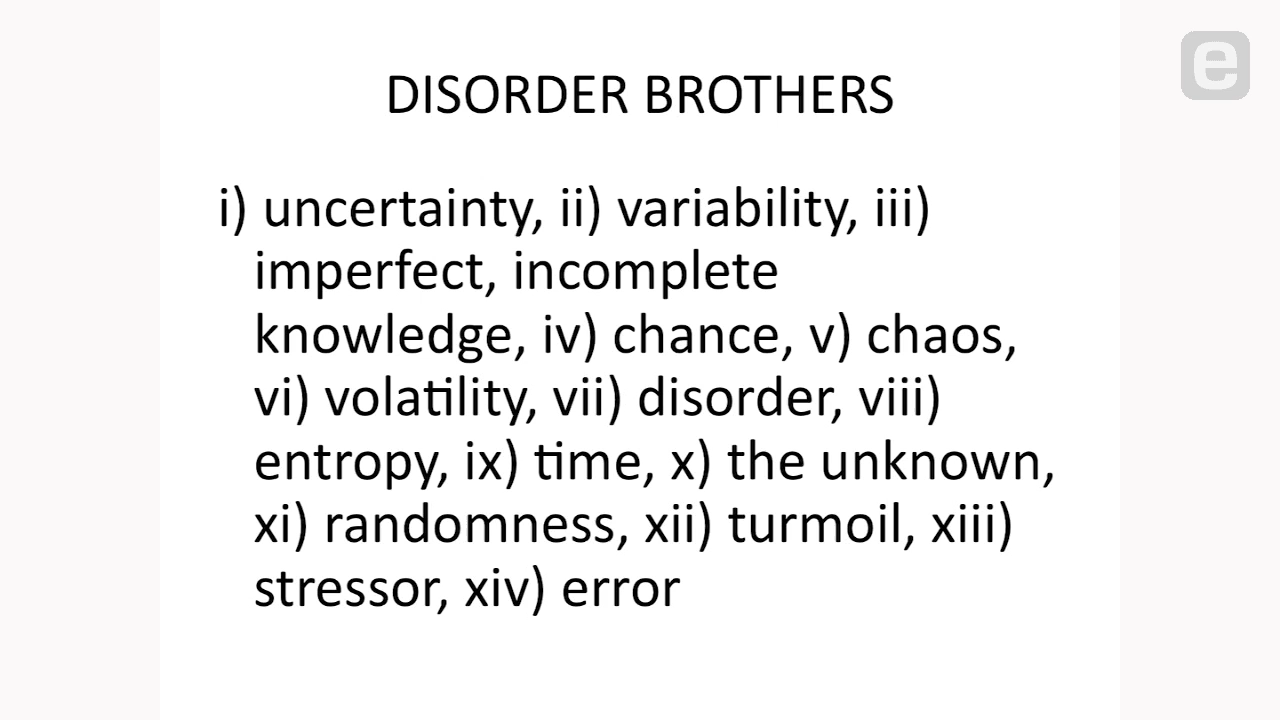 e
DISORDER BROTHERS
i) uncertainty, ii) variability, iii)
imperfect, incomplete
knowledge, iv) chance, v) chaos,
vi) volatility, vii) disorder, viii)
entropy, ix) time, x) the unknown,
xi) randomness, xii) turmoil, xiii)
stressor, xiv) error